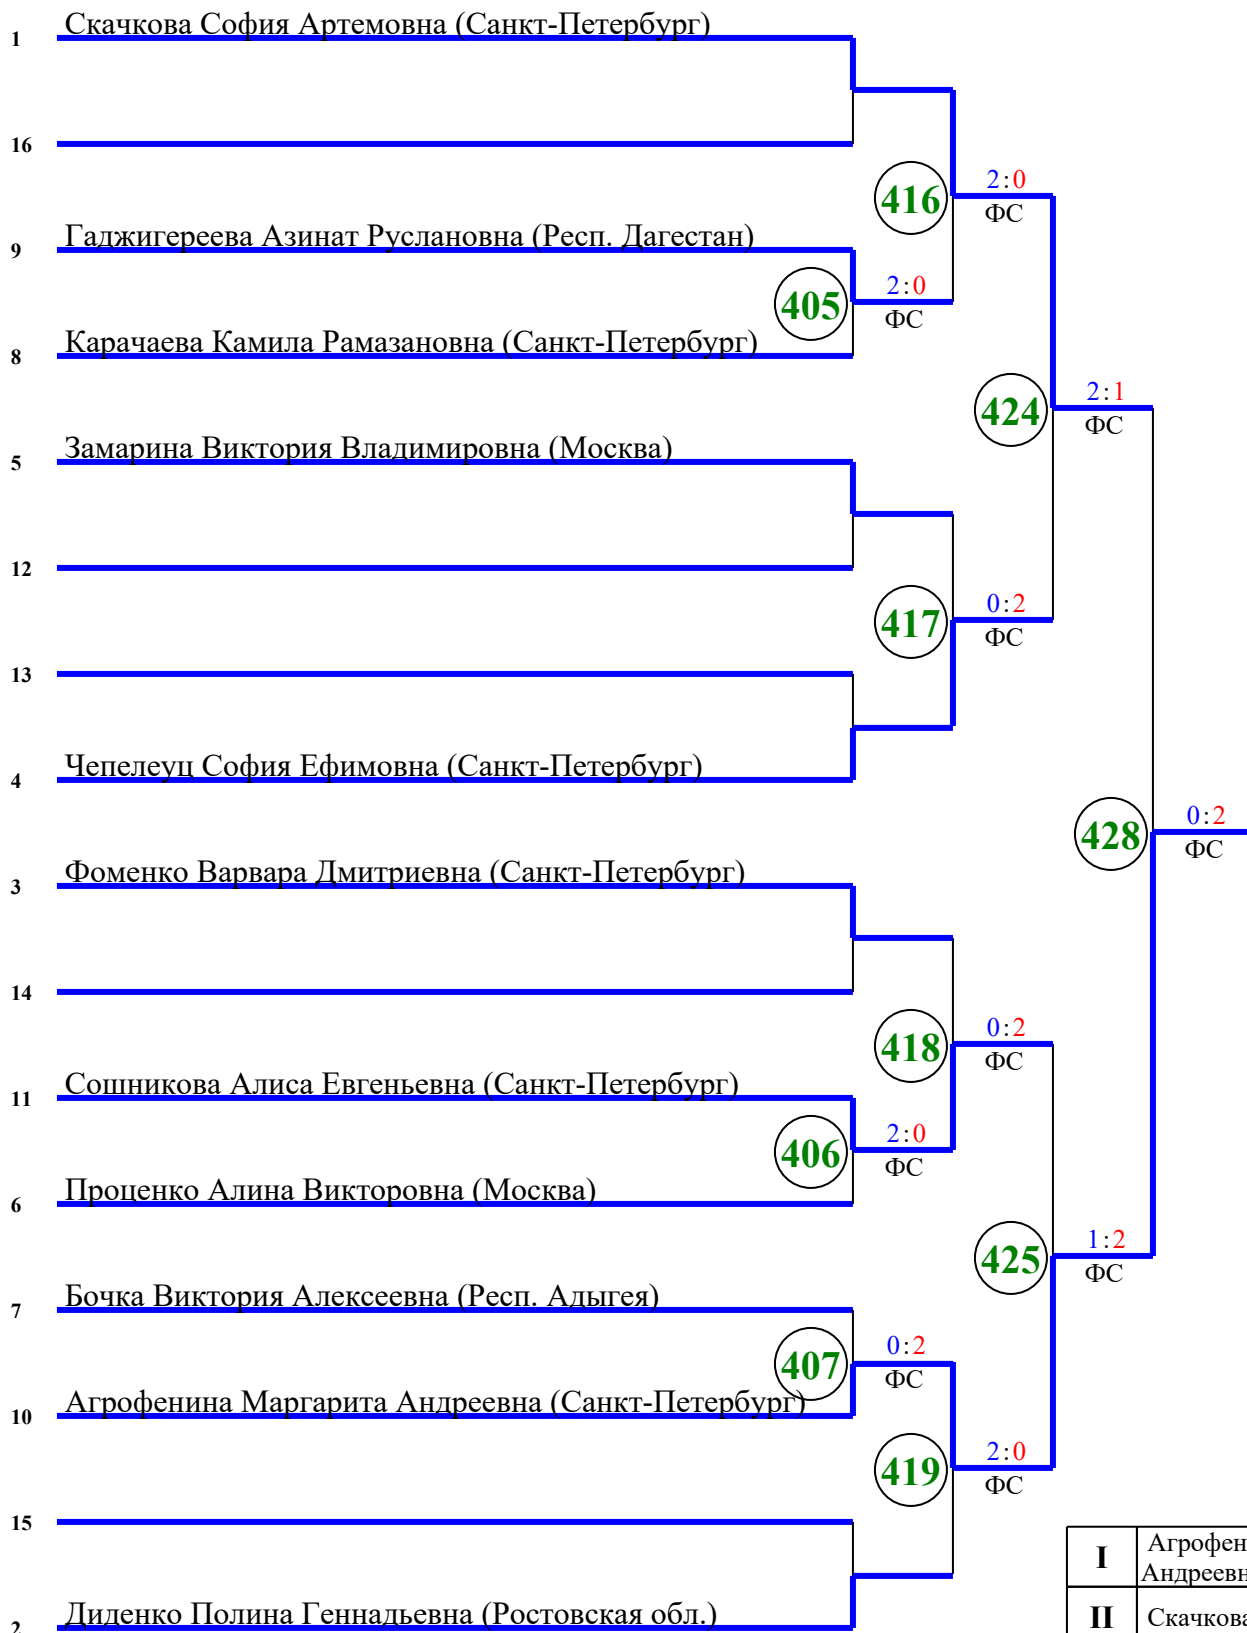 1 Скачкова София Артемовна (Санкт-Петербург)
16
416 2:0
ФС
9 Гаджигереева Азинат Руслановна (Респ. Дагестан)
405 2:0
ФС
8 Карачаева Камила Рамазановна (Санкт-Петербург)
424 2:1
ФС
5 Замарина Виктория Владимировна (Москва)
12
417 0:2
ФС
13
4 Чепелеуц София Ефимовна (Санкт-Петербург)
428 0:2
ФС
3 Фоменко Варвара Дмитриевна (Санкт-Петербург)
14
418 0:2
ФС
11 Сошникова Алиса Евгеньевна (Санкт-Петербург)
406 2:0
ФС
6 Проценко Алина Викторовна (Москва)
425 1:2
ФС
7 Бочка Виктория Алексеевна (Респ. Адыгея)
407 0:2
ФС
10 Агрофенина Маргарита Андреевна (Санкт-Петербург)
419 2:0
ФС
15
I Агрофен
Андреевн
2 Диденко Полина Геннадьевна (Ростовская обл.)
II Скачкова